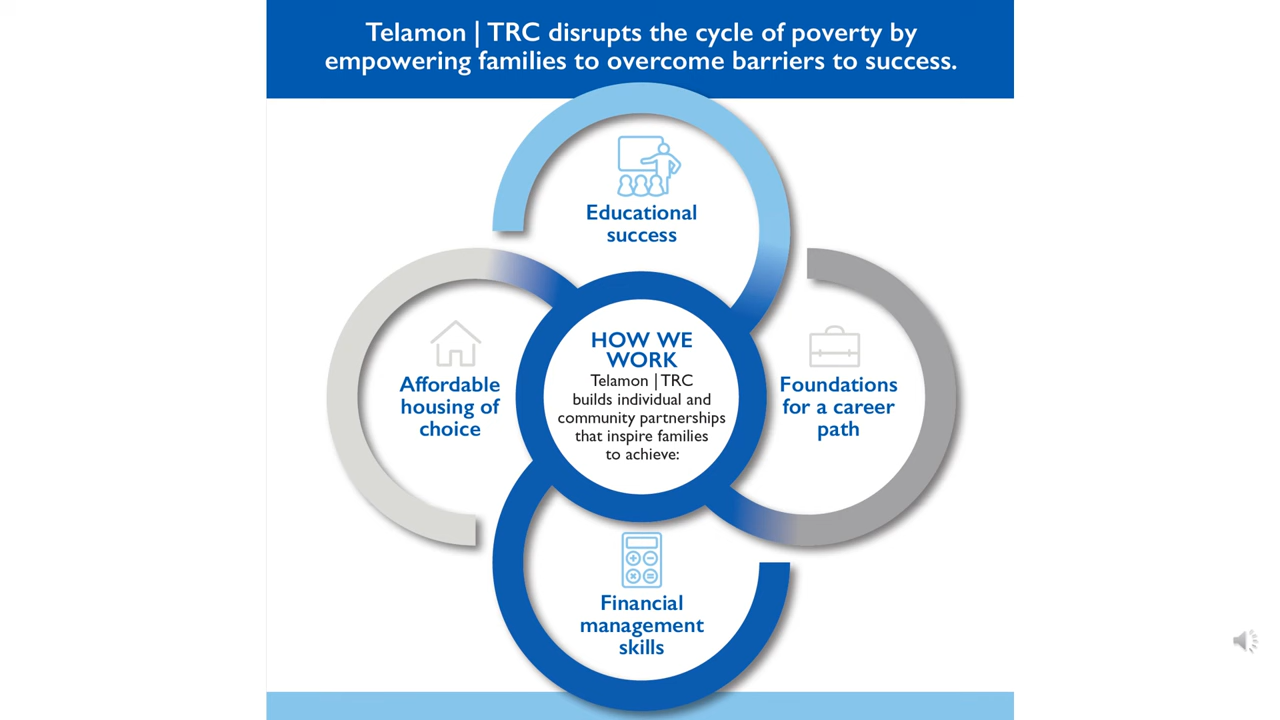 Telamon | TRC disrupts the cycle of poverty by
empowering families to overcome barriers to success.
Educational
success
HOW WE
WORK
Telamon | TRC
builds individual and
community partnerships
that inspire families
to achieve:
Affordable
housing of
choice
Foundations
for a career
path
Financial
management
skills